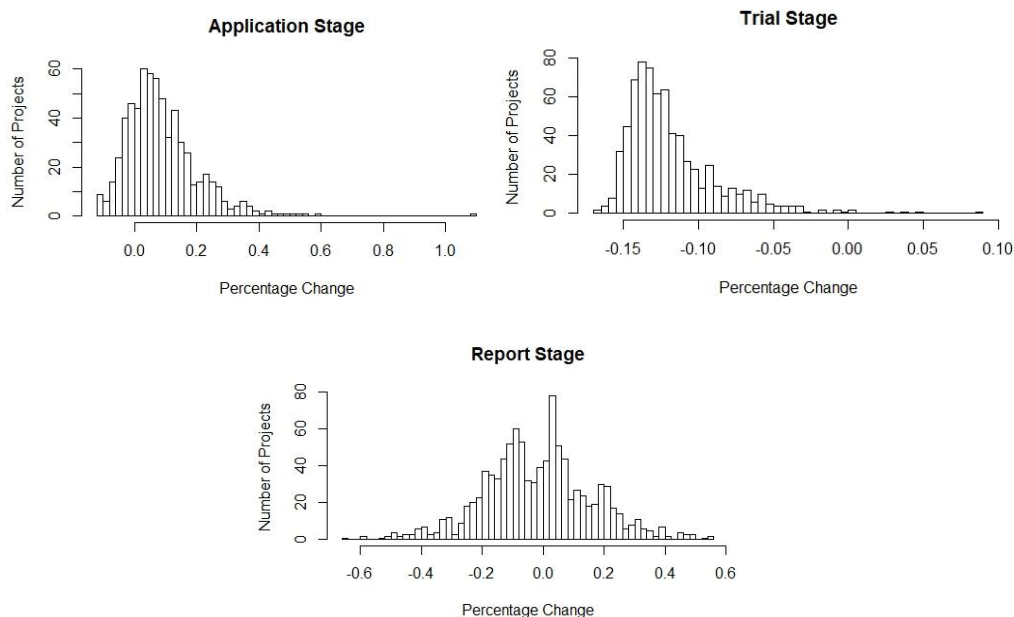 Application Stage
Number of Projects
0
20
40
60
0.0 0.2 0.4 0.6 0.8 1.0
Percentage Change
Trial Stage
Number of Projects
0
20
40
60
80
-0.15 -0.10 -0.05 0.00 0.05 0.10
Percentage Change
Report Stage
Number of Projects
0
20
40
60
80
-0.6 -0.4 -0.2 0.0 0.2 0.4 0.6
Percentage Change